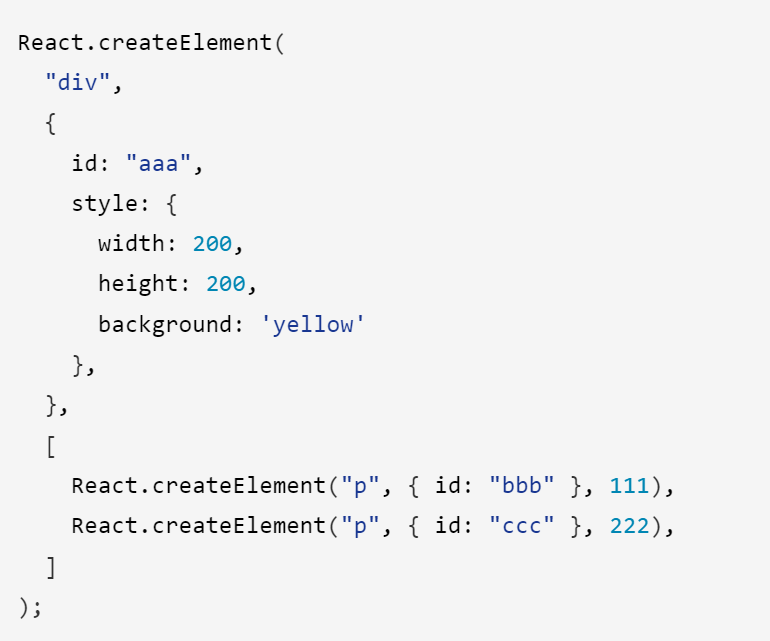 React.createElement(
  "div",
  {
    id: "aaa",
    style: {
      width: 200,
      height: 200,
      background: 'yellow'
    },
  },
  [
    React.createElement("p", { id: "bbb" }, 111),
    React.createElement("p", { id: "ccc" }, 222),
  ]
);